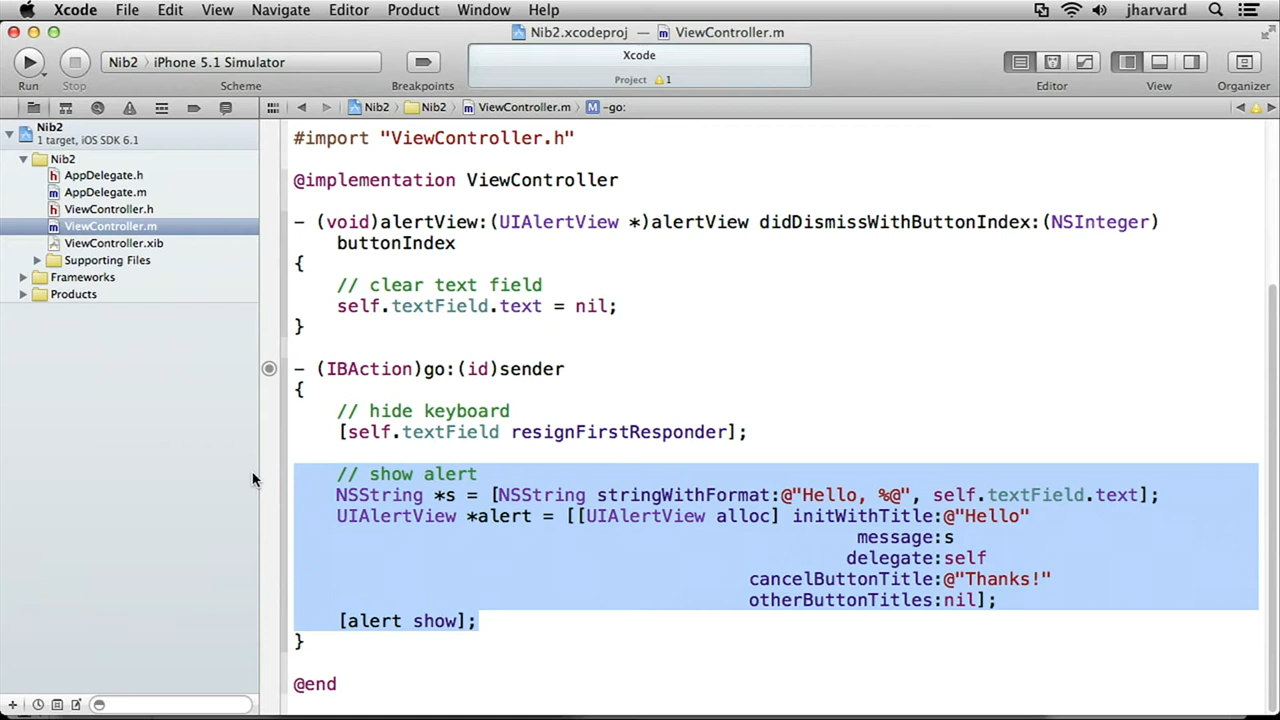 Xcode File Edit View Navigate Editor Product Window Help jharvard
Nib2.xcodeproj — ViewController.m
Nib2 〉 iPhone 5.1 Simulator
Xcode
Project 1
Run Stop Scheme Breakpoints Editor View Organizer
Nib2 Nib2 ViewController.m M -go:
Nib2
1 target, iOS SDK 6.1
Nib2
h AppDelegate.h
m AppDelegate.m
h ViewController.h
m ViewController.m
ViewController.xib
Supporting Files
Frameworks
Products
#import "ViewController.h"
@implementation ViewController
- (void)alertView:(UIAlertView *)alertView didDismissWithButtonIndex:(NSInteger)
buttonIndex
{
// clear text field
self.textField.text = nil;
}
- (IBAction)go:(id)sender
{
// hide keyboard
[self.textField resignFirstResponder];
// show alert
NSString *s = [NSString stringWithFormat:@"Hello, %@", self.textField.text];
UIAlertView *alert = [[UIAlertView alloc] initWithTitle:@"Hello"
message:s
delegate:self
cancelButtonTitle:@"Thanks!"
otherButtonTitles:nil];
[alert show];
}
@end